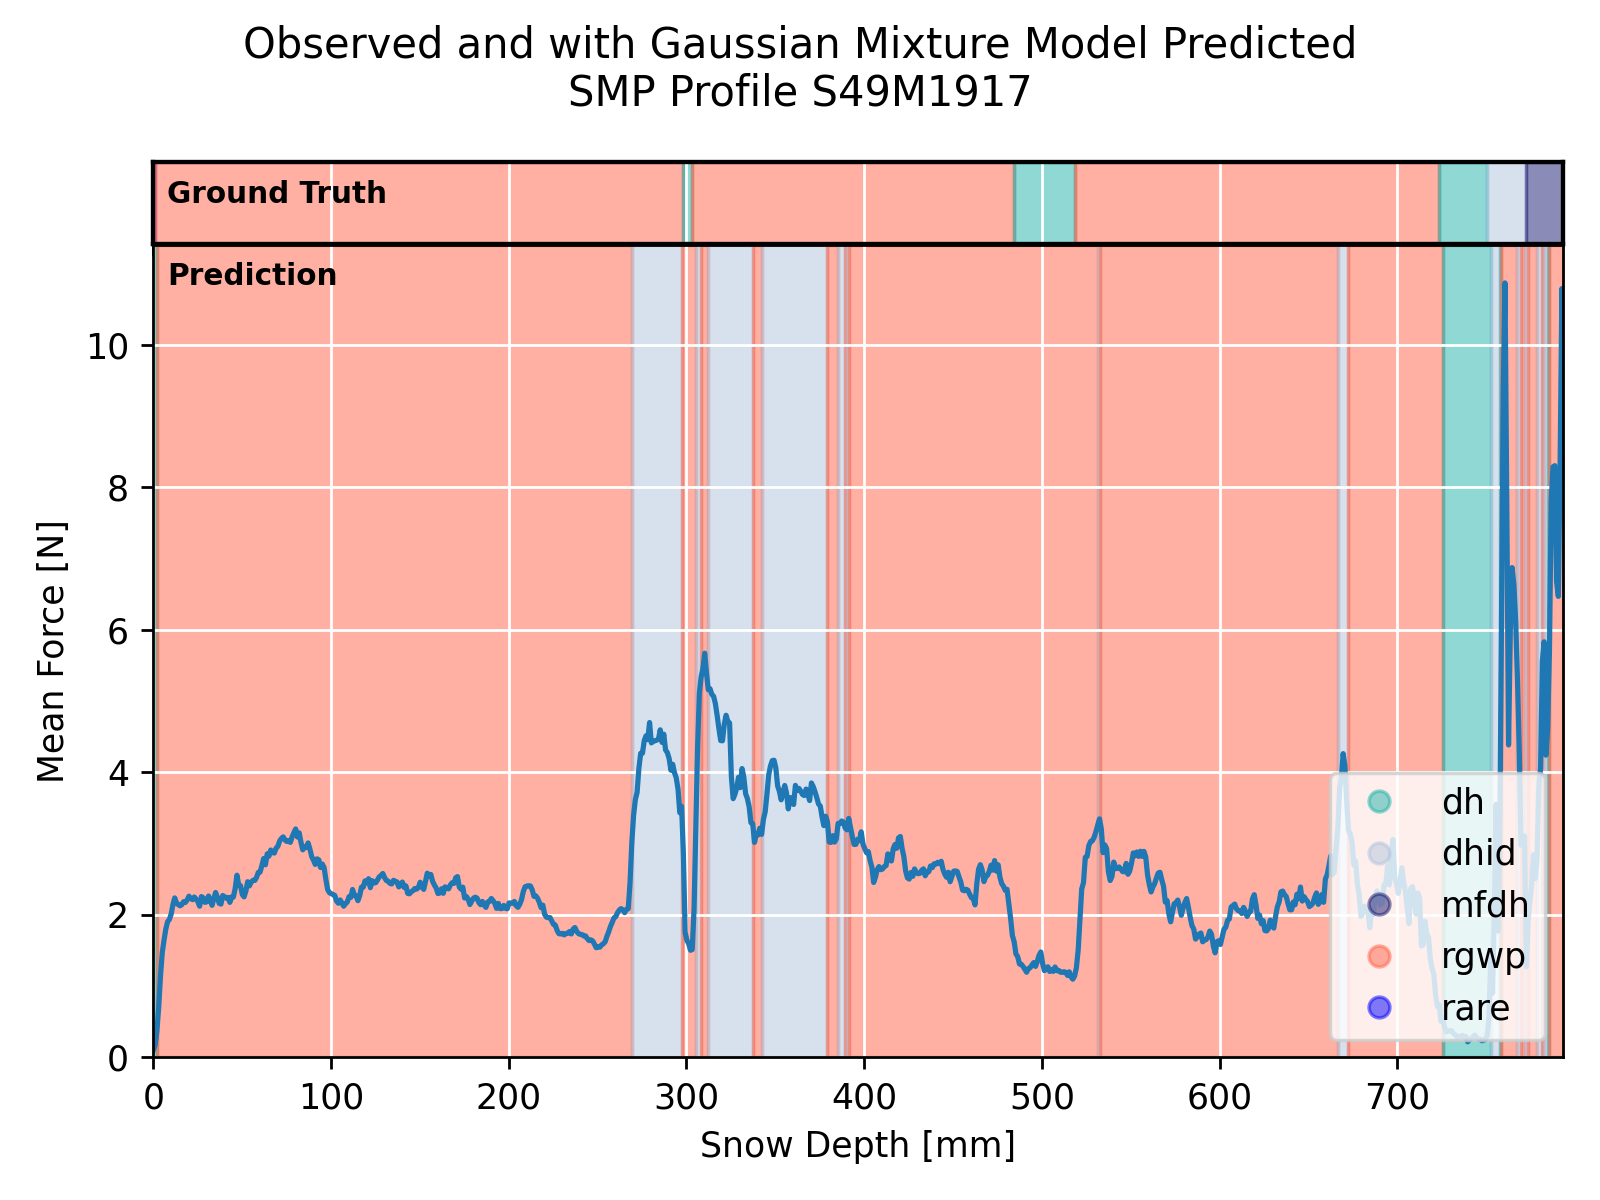 Observed and with Gaussian Mixture Model Predicted
SMP Profile S49M1917
Ground Truth
Prediction
10
8
6
4
2
0
Mean Force [N]
dh
dhid
mfdh
rgwp
rare
0 100 200 300 400 500 600 700
Snow Depth [mm]